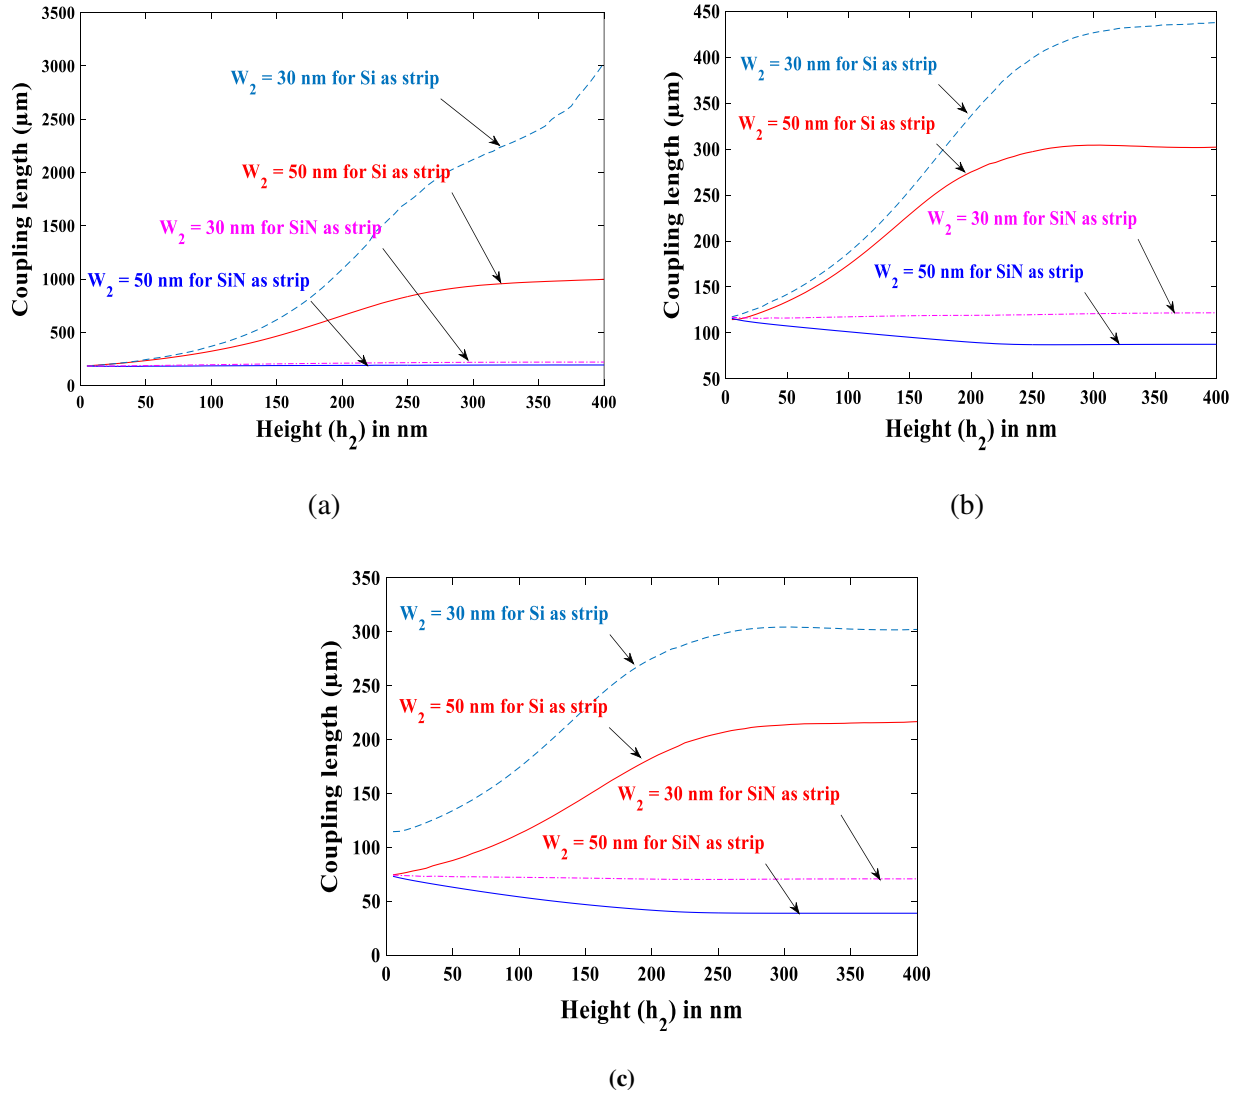 3500
3000
2500
2000
1500
1000
500
0
Coupling length (μm)
W2 = 30 nm for Si as strip
W2 = 50 nm for Si as strip
W2 = 30 nm for SiN as strip
W2 = 50 nm for SiN as strip
0 50 100 150 200 250 300 350 400
Height (h2) in nm
(a)
450
400
350
300
250
200
150
100
50
Coupling length (μm)
W2 = 30 nm for Si as strip
W2 = 50 nm for Si as strip
W2 = 30 nm for SiN as strip
W2 = 50 nm for SiN as strip
0 50 100 150 200 250 300 350 400
Height (h2) in nm
(b)
350
300
250
200
150
100
50
0
Coupling length (μm)
W2 = 30 nm for Si as strip
W2 = 50 nm for Si as strip
W2 = 30 nm for SiN as strip
W2 = 50 nm for SiN as strip
0 50 100 150 200 250 300 350 400
Height (h2) in nm
(c)